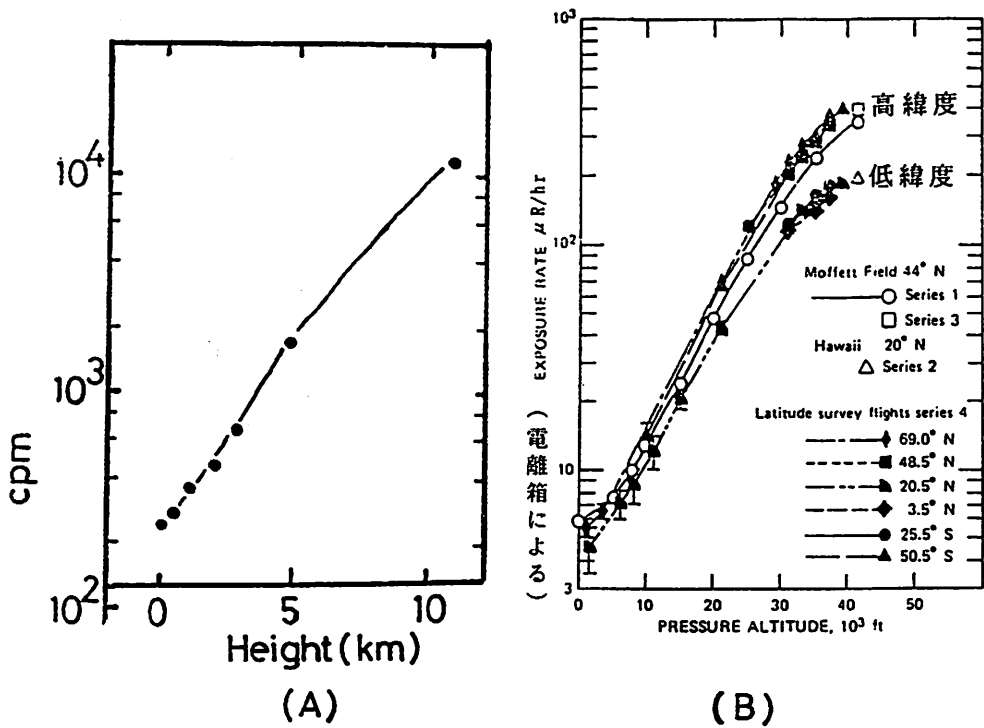 10⁴
10³
10²
cpm
0
5
10
Height(km)
(A)
10³
10²
10
3
(電離箱による) EXPOSURE RATE μR/hr
高緯度
低緯度
Moffett Field 44° N
Series 1
Series 3
Hawaii 20° N
Series 2
Latitude survey flights series 4
69.0° N
48.5° N
20.5° N
3.5° N
25.5° S
50.5° S
0
10
20
30
40
50
PRESSURE ALTITUDE, 10³ ft
(B)